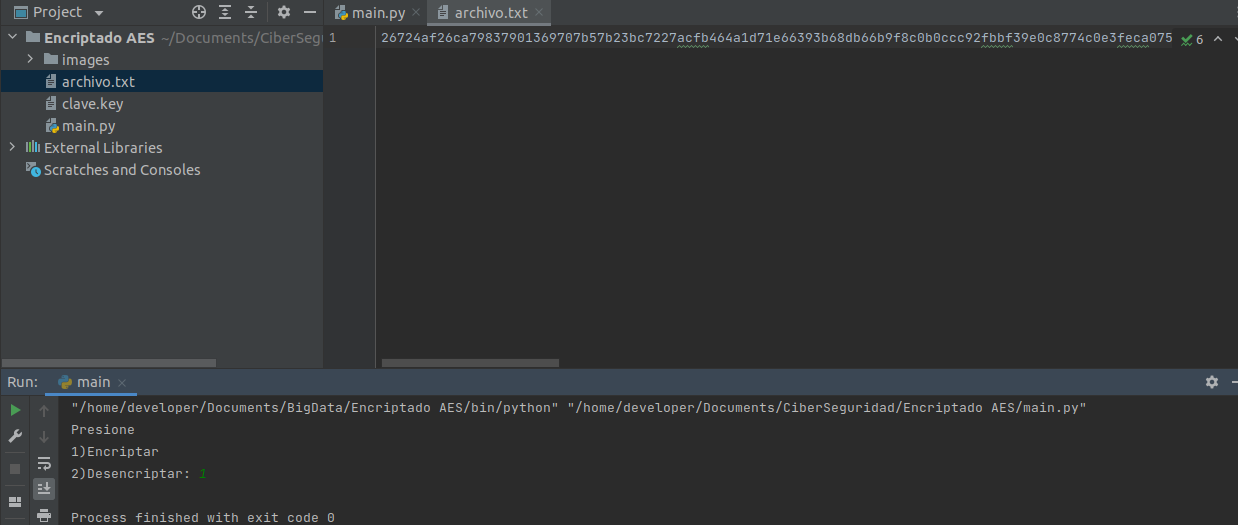 Project
main.py
archivo.txt
Encriptado AES ~/Documents/CiberSegu
images
archivo.txt
clave.key
main.py
External Libraries
Scratches and Consoles
1
26724af26ca79837901369707b57b23bc7227acfb464a1d71e66393b68db66b9f8c0b0ccc92fbbf39e0c8774c0e3feca075
6
Run:
main
"/home/developer/Documents/BigData/Encriptado AES/bin/python" "/home/developer/Documents/CiberSeguridad/Encriptado AES/main.py"
Presione
1)Encriptar
2)Desencriptar: 1
Process finished with exit code 0